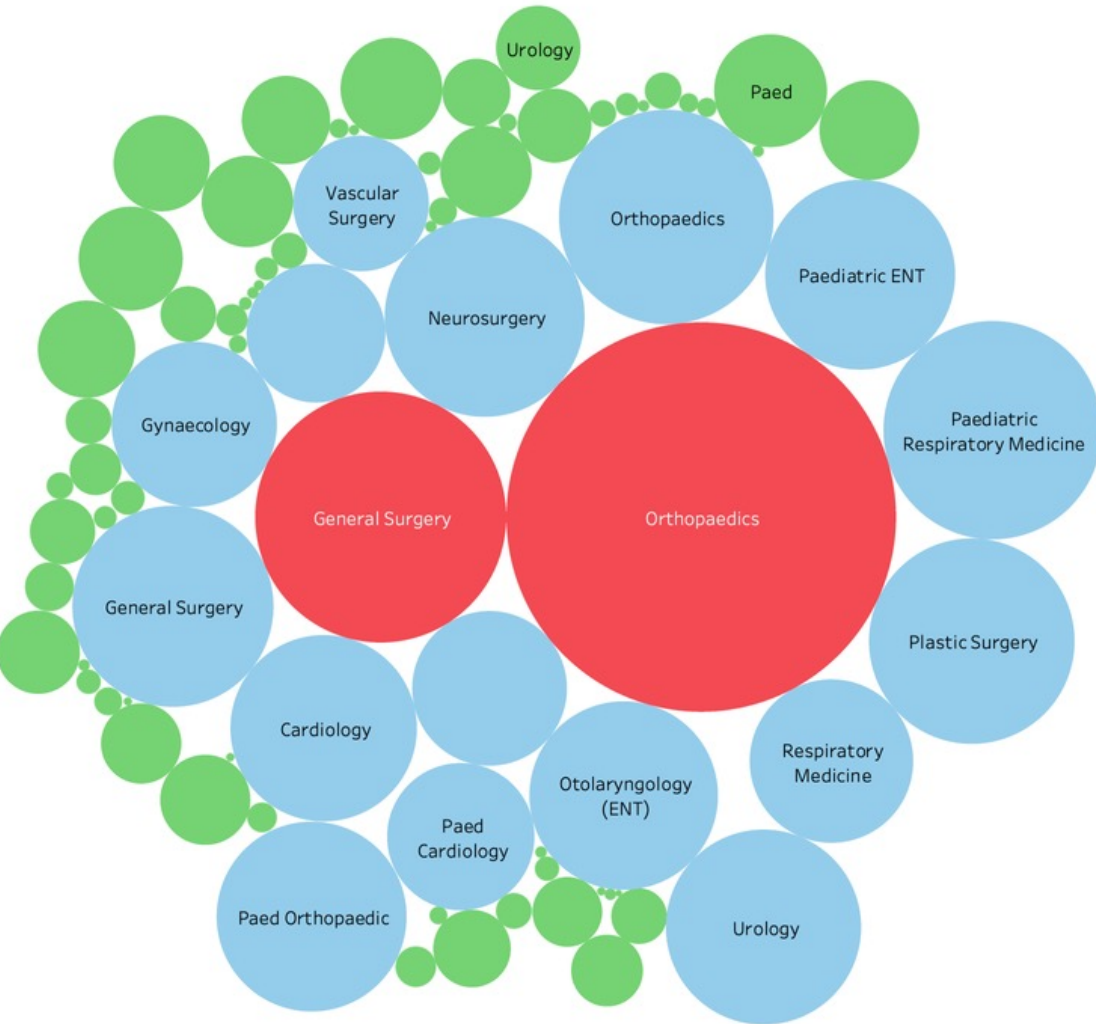 Urology
Paed
Vascular
Surgery
Orthopaedics
Paediatric ENT
Neurosurgery
Gynaecology
Paediatric
Respiratory Medicine
General Surgery
Orthopaedics
General Surgery
Plastic Surgery
Cardiology
Respiratory
Medicine
Otolaryngology
(ENT)
Paed
Cardiology
Paed Orthopaedic
Urology